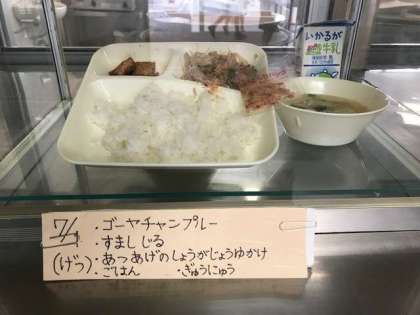 いかるが
牛乳
7/1
・ゴーヤチャンプルー
・すましじる
(げつ)
・あつあげのしょうがじょうゆかけ
・ごはん ・ぎゅうにゅう